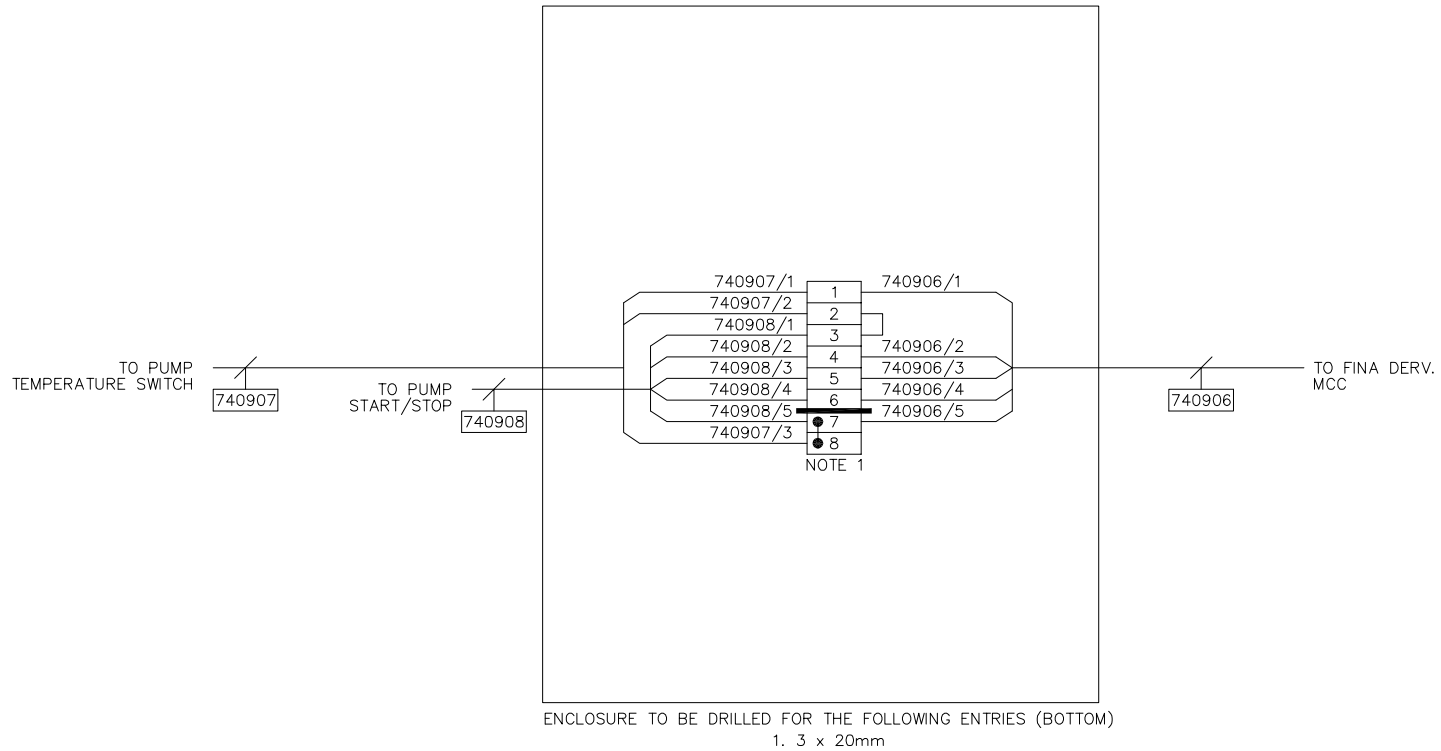 740907/1 1 740906/1
740907/2 2
740908/1 3
740908/2 4 740906/2
740908/3 5 740906/3
740908/4 6 740906/4
740908/5 7 740906/5
740907/3 8
NOTE 1
TO PUMP
TEMPERATURE SWITCH
740907
TO PUMP
START/STOP
740908
740906
TO FINA DERV.
MCC
ENCLOSURE TO BE DRILLED FOR THE FOLLOWING ENTRIES (BOTTOM)
1. 3 x 20mm